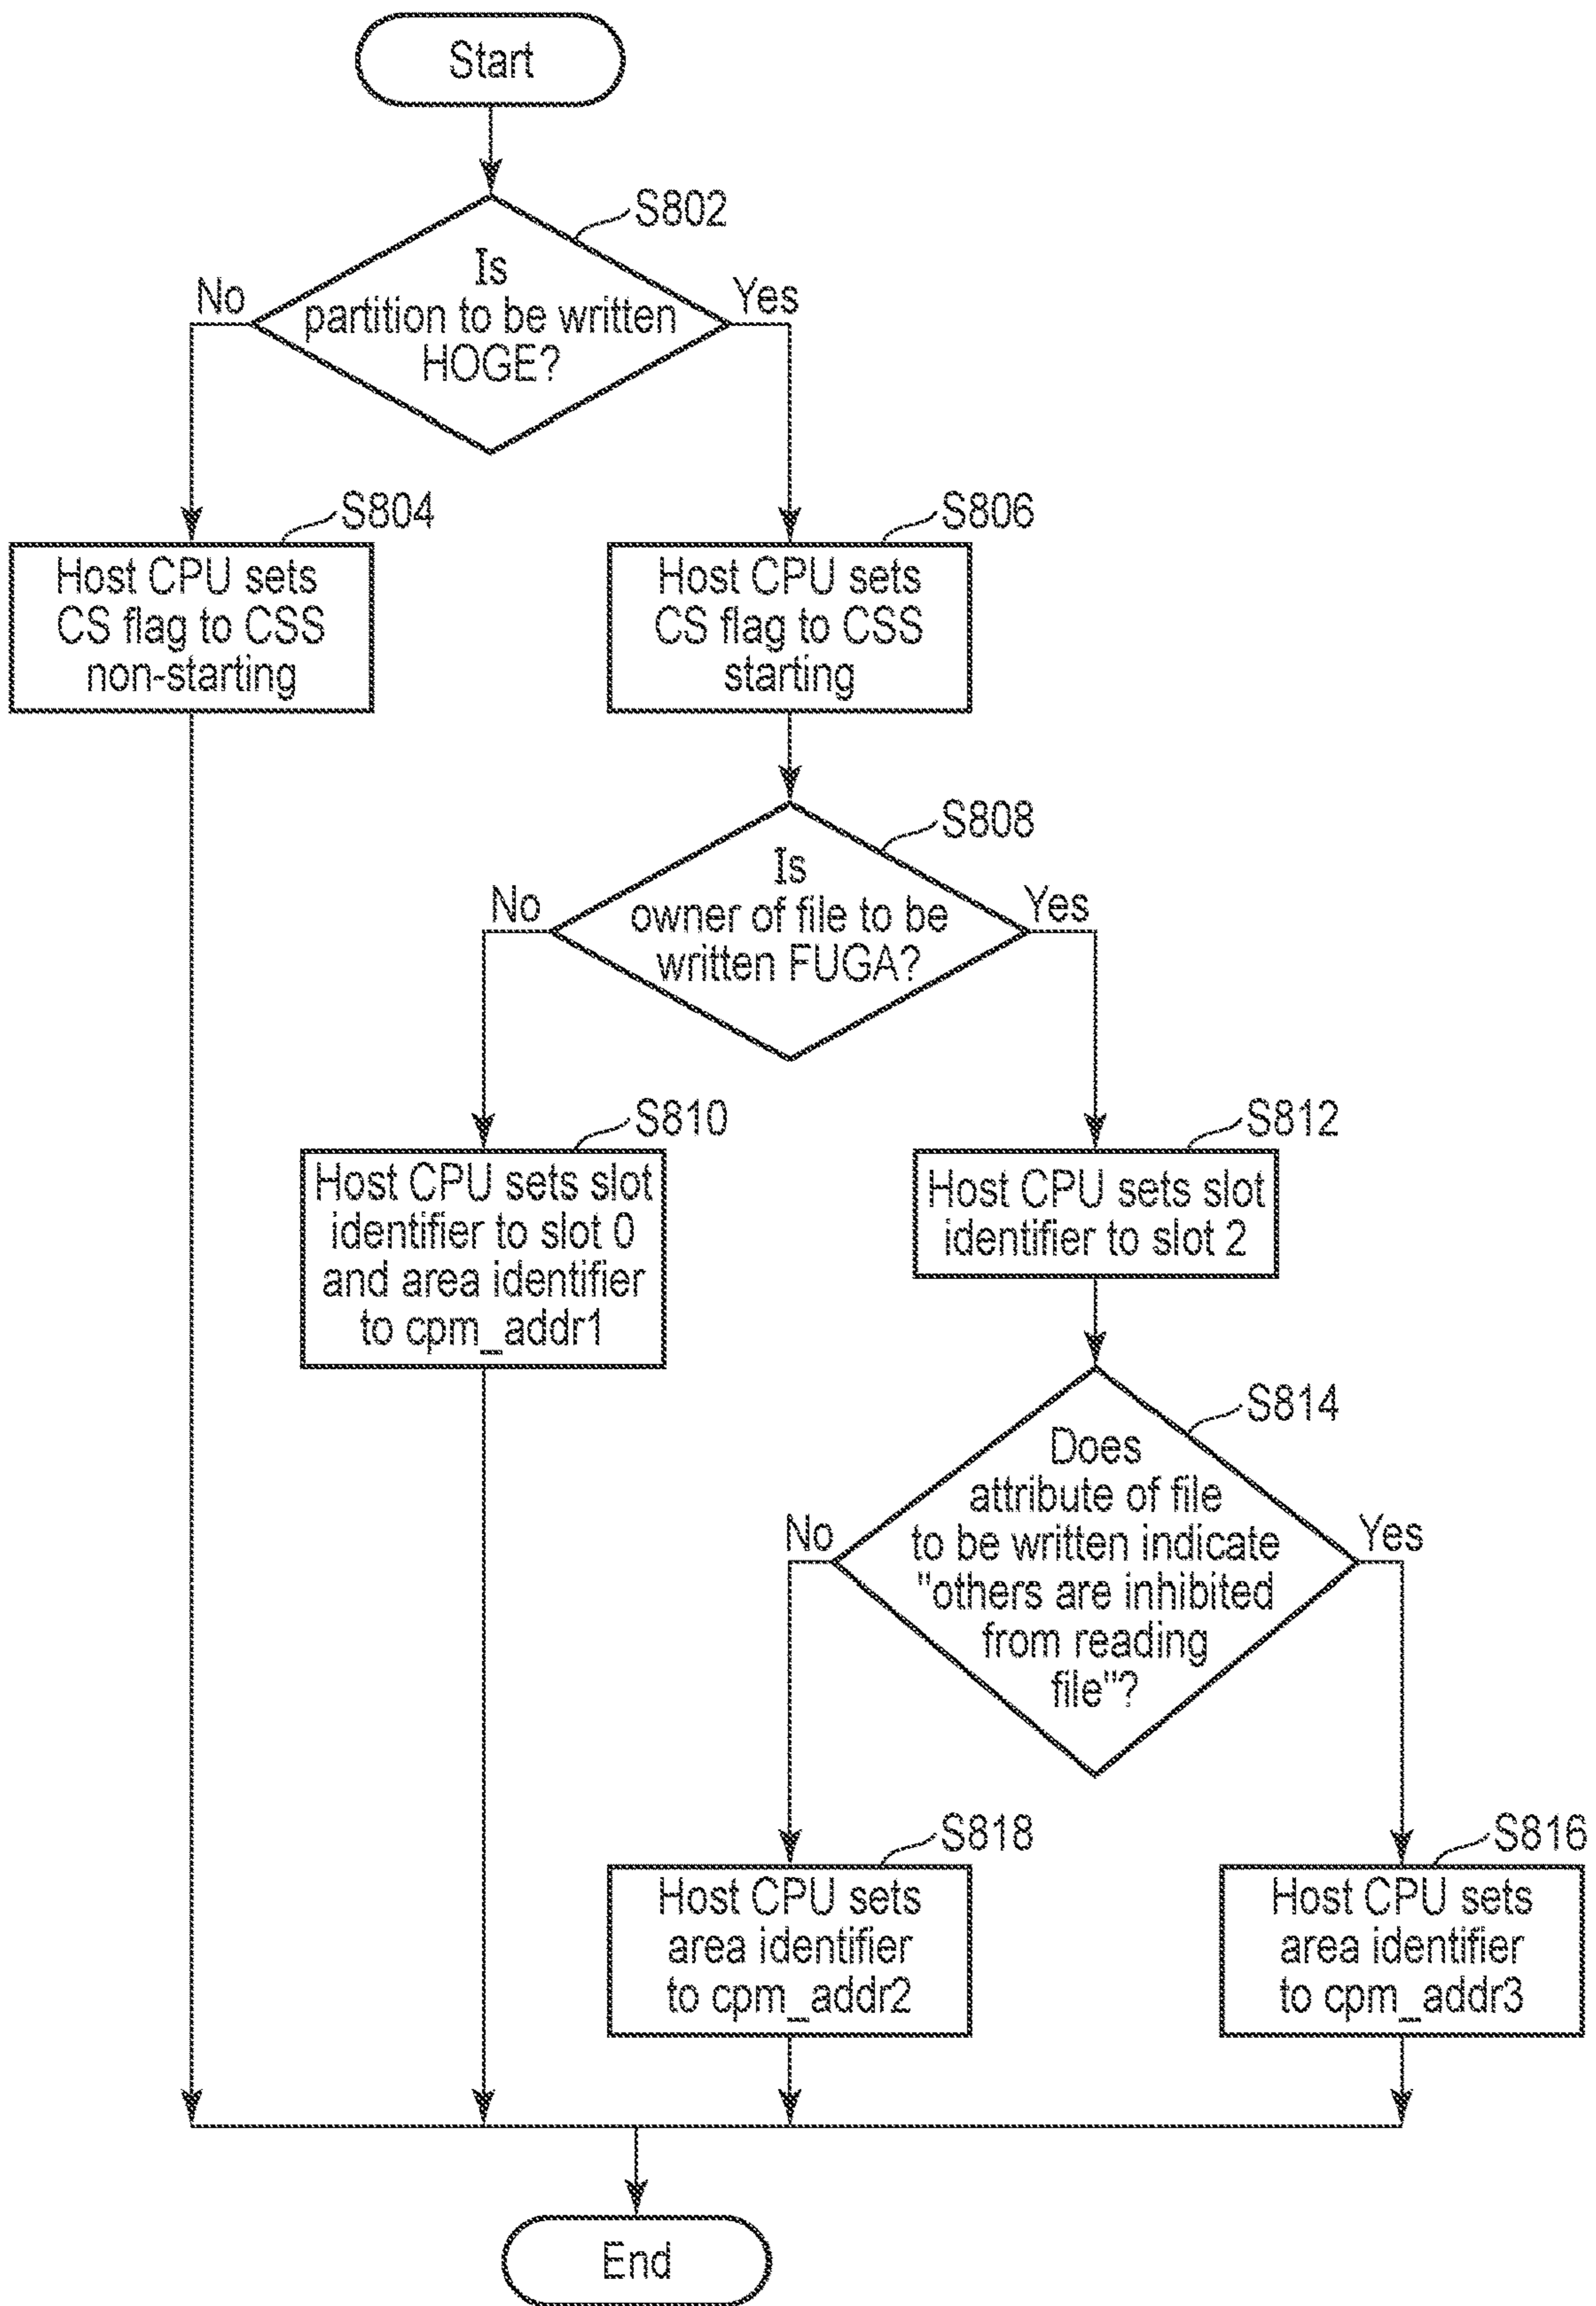 Start
S802
Is
partition to be written
HOGE?
No
Yes
S804
Host CPU sets
CS flag to CSS
non-starting
S806
Host CPU sets
CS flag to CSS
starting
S808
Is
owner of file to be
written FUGA?
No
Yes
S810
Host CPU sets slot
identifier to slot 0
and area identifier
to cpm_addr1
S812
Host CPU sets slot
identifier to slot 2
S814
Does
attribute of file
to be written indicate
"others are inhibited
from reading
file"?
No
Yes
S818
Host CPU sets
area identifier
to cpm_addr2
S816
Host CPU sets
area identifier
to cpm_addr3
End